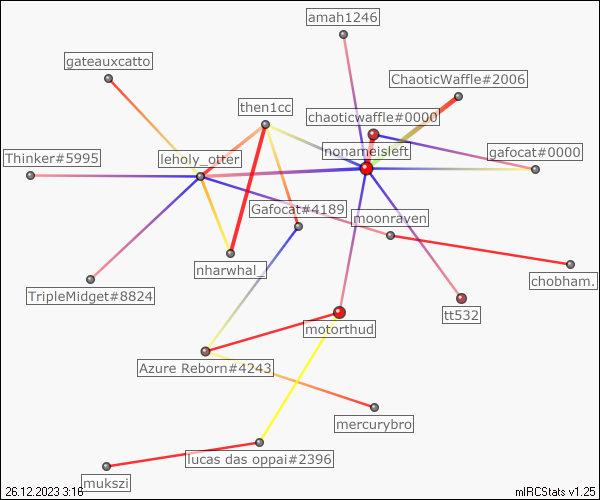 amah1246
gateauxcatto
ChaoticWaffle#2006
then1cc
chaoticwaffle#0000
nonameisleft
gafocat#0000
Thinker#5995
leholy_otter
Gafocat#4189
moonraven
nharwhal_
chobham.
TripleMidget#8824
tt532
motorthud
Azure Reborn#4243
mercurybro
lucas das oppai#2396
mukszi
26.12.2023 3:16
mIRCStats v1.25